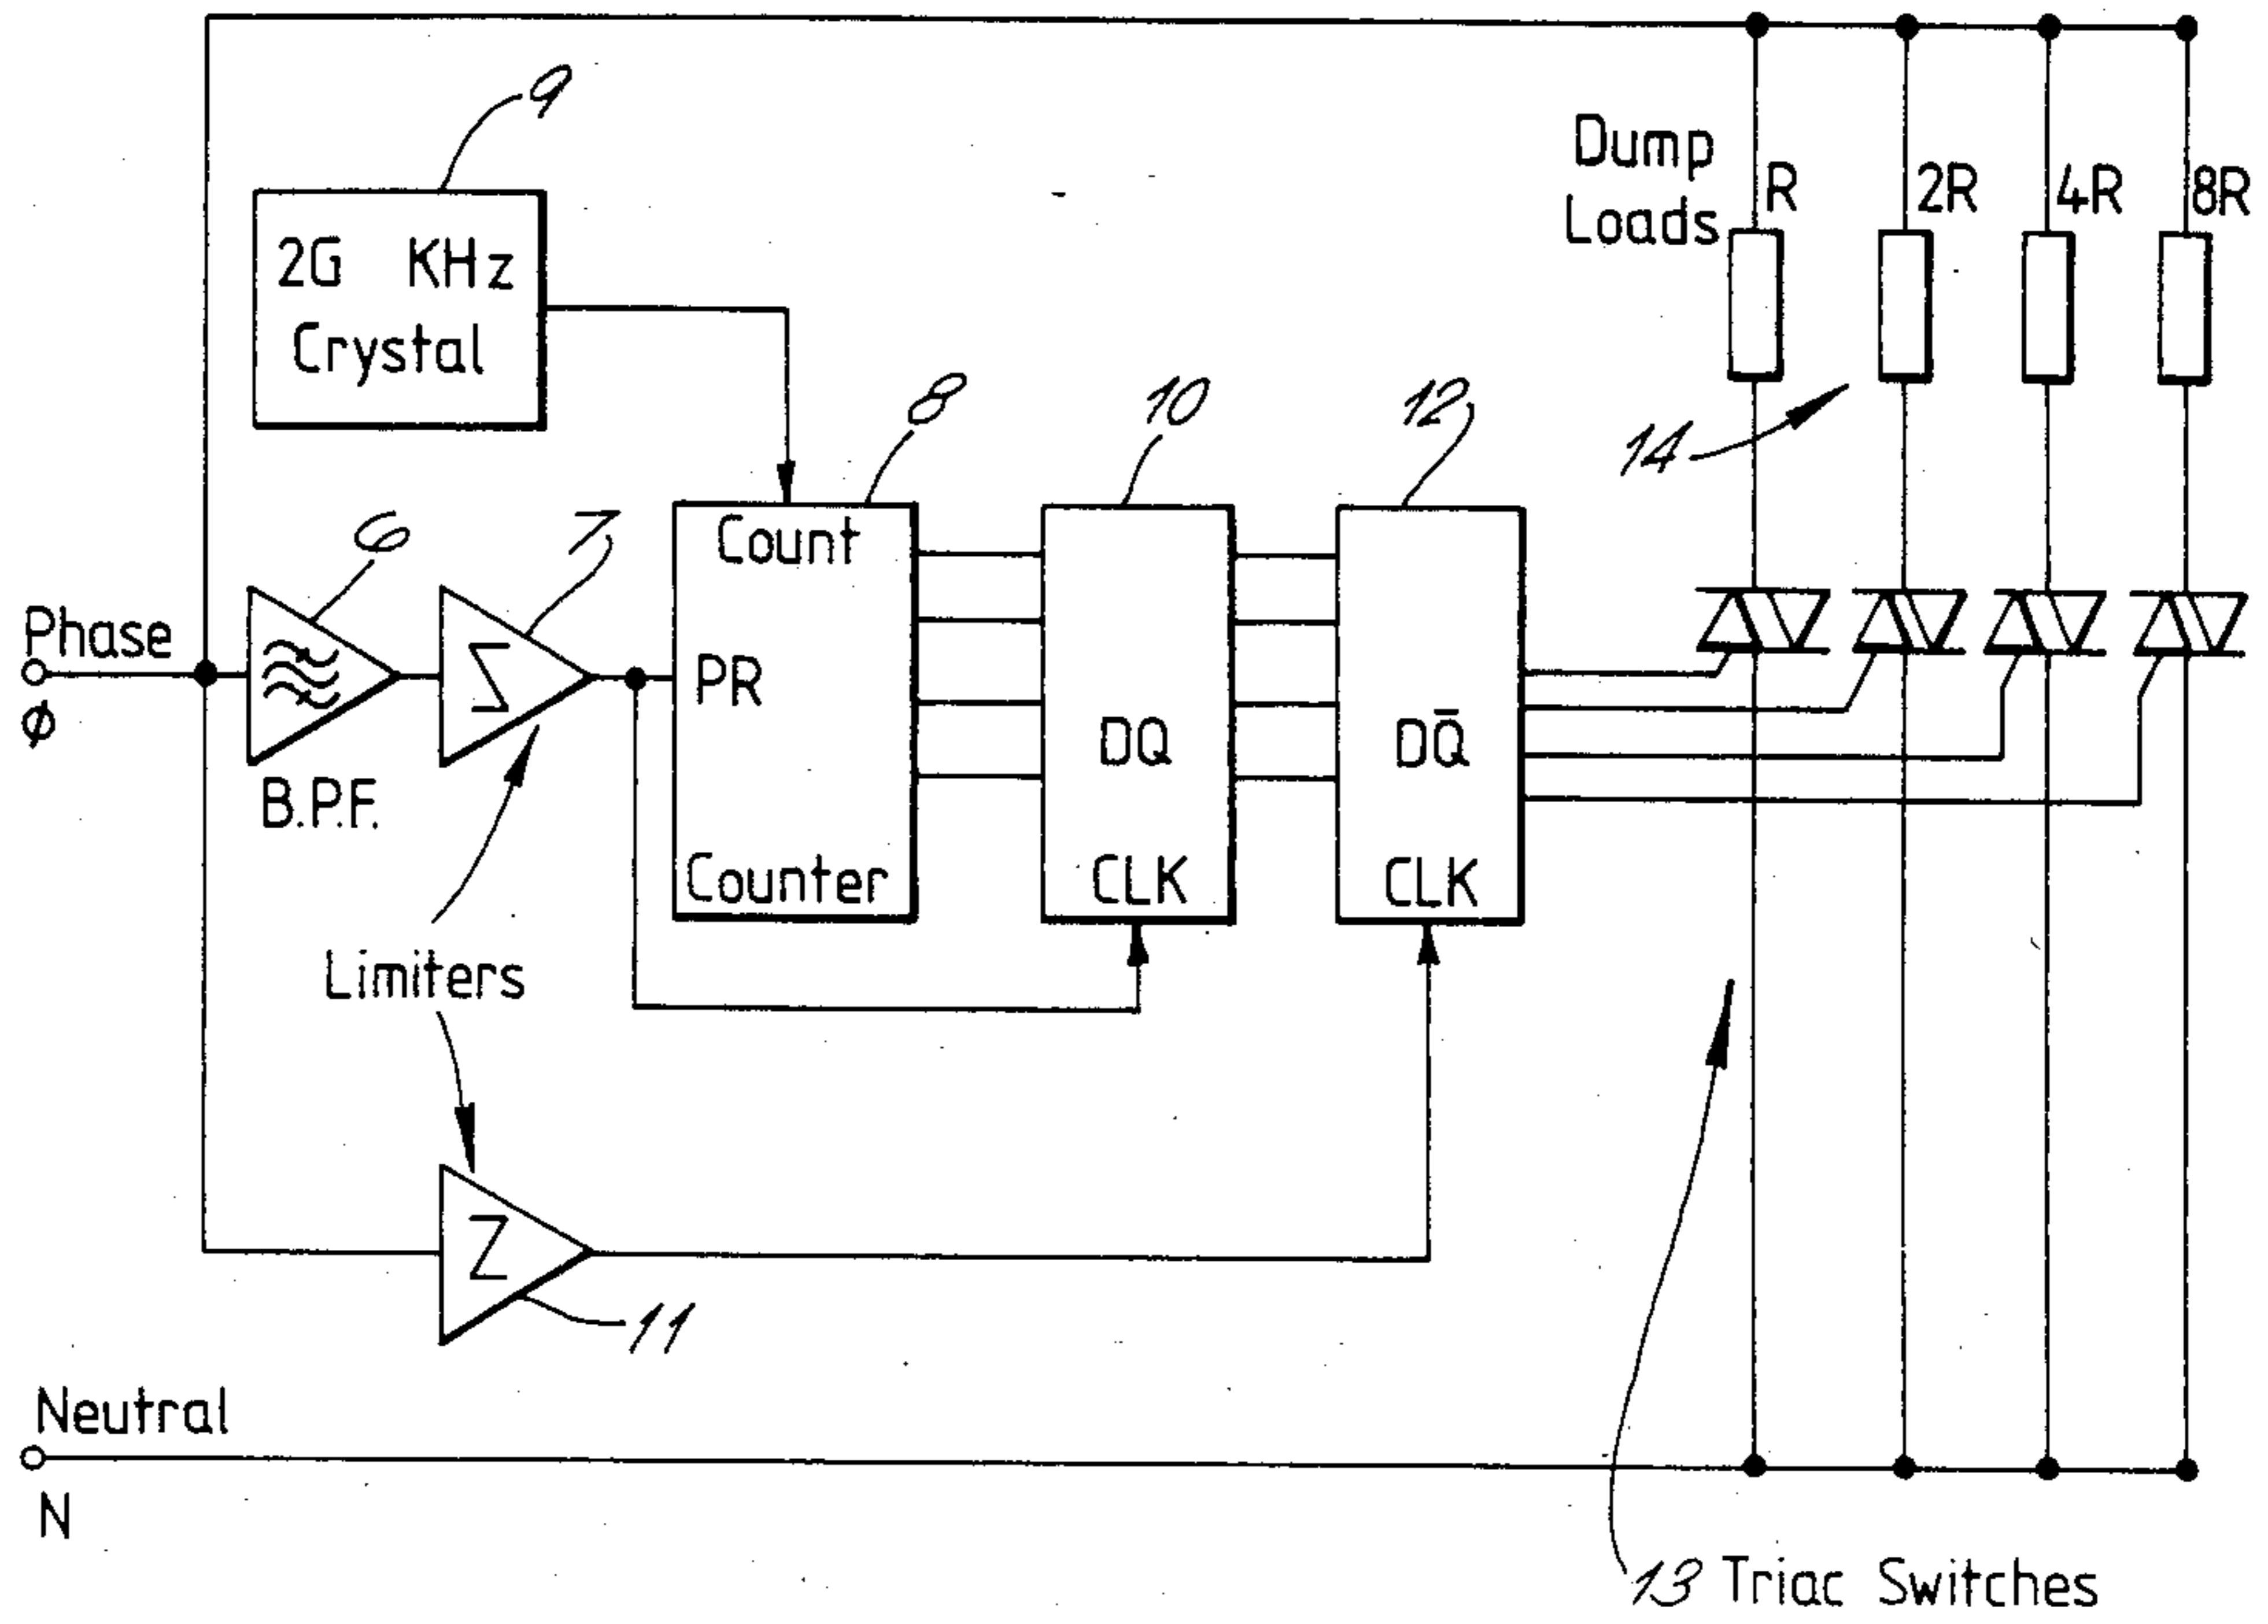 9
Dump
Loads
R
2R
4R
8R
2G KHz
Crystal
8
10
12
14
6
7
Count
Phase
Σ
PR
DQ
DQ̄
ϕ
B.P.F.
Counter
CLK
CLK
Limiters
Z
11
Neutral
N
13 Triac Switches